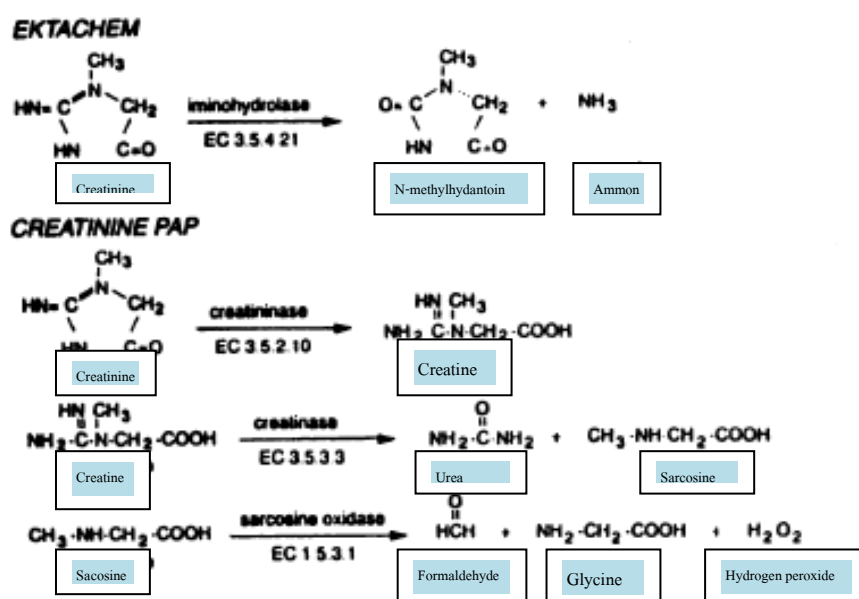 EKTACHEM
CH3
HN= C N CH2 iminohydrolase O= C N CH2 + NH3
EC 3.5.4.21
HN C=O HN C=O
CH3
Creatinine N-methylhydantoin Ammon
CREATININE PAP
CH3
HN= C N CH2 creatininase HN CH3
EC 3.5.2.10 NH2 C-N-CH2-COOH
HN C=O
Creatinine Creatine
HN CH3 O
NH2-C-N-CH2-COOH creatinase NH2-C-NH2 + CH3-NH-CH2-COOH
EC 3.5.3.3
Creatine Urea Sarcosine
O
CH3-NH-CH2-COOH sarcosine oxidase HCH + NH2-CH2-COOH + H2O2
EC 1.5.3.1
Sacosine Formaldehyde Glycine Hydrogen peroxide